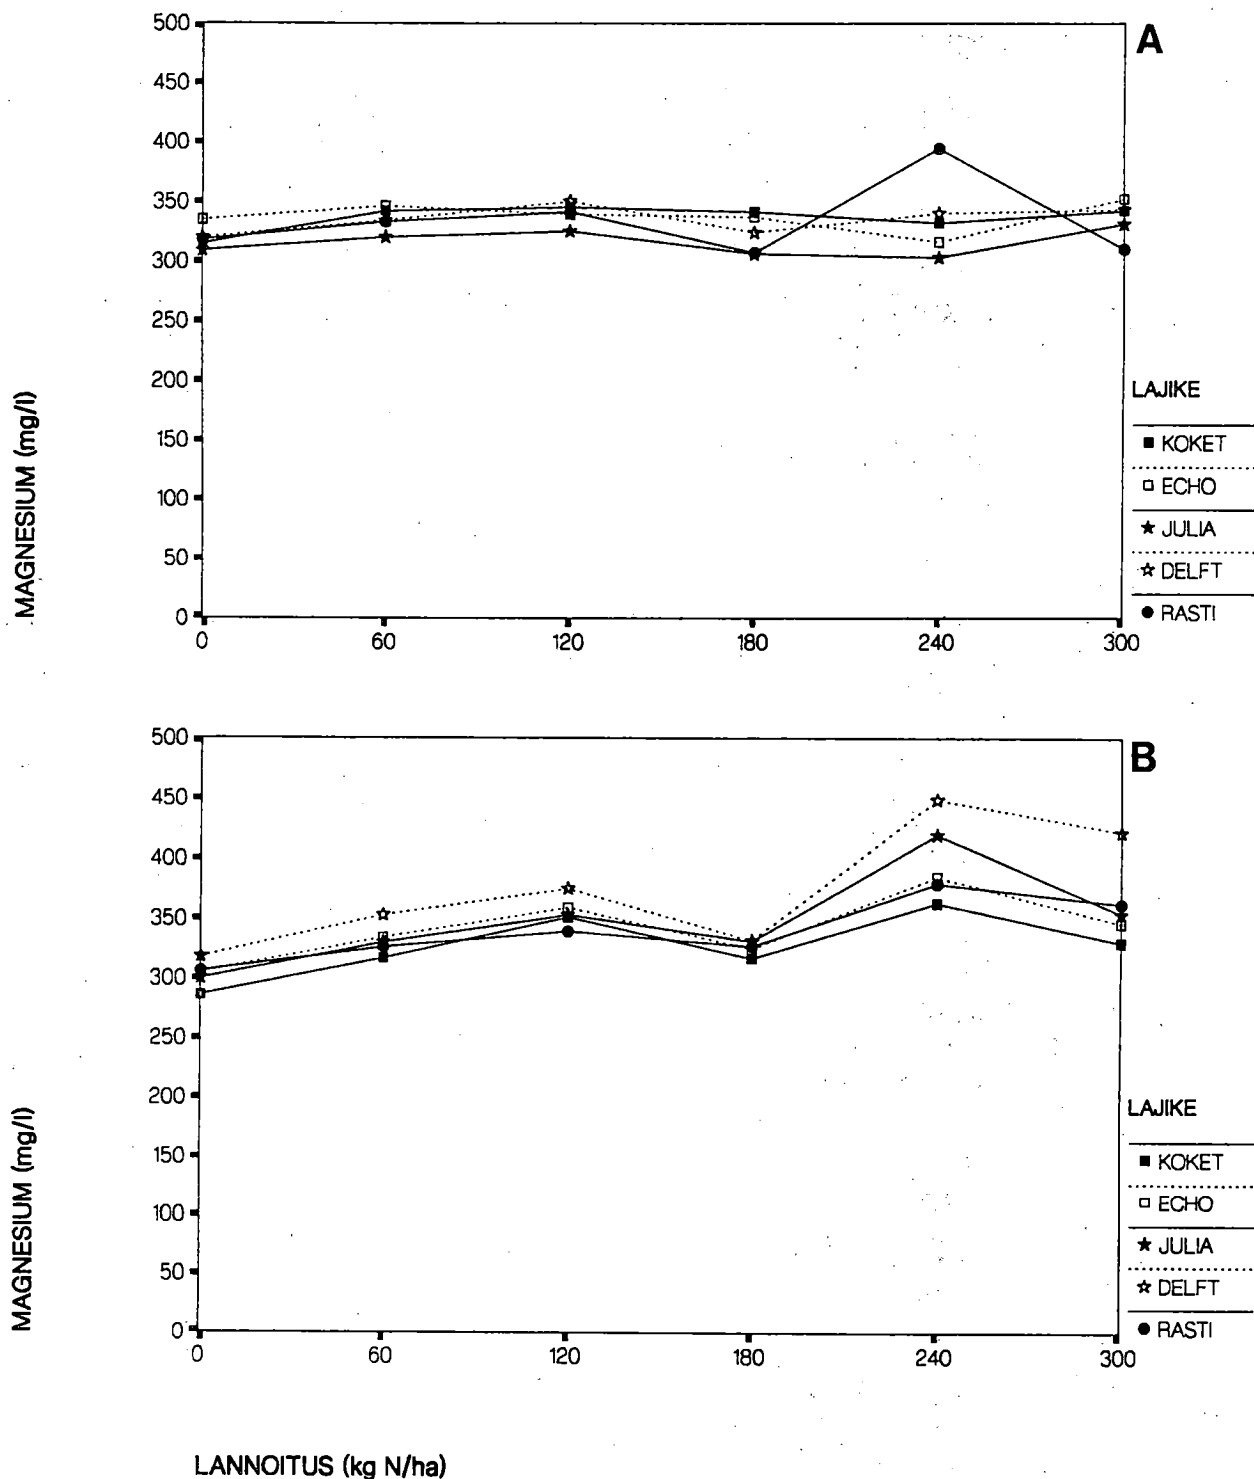 A
500
450
400
350
300
250
200
150
100
50
0
0 60 120 180 240 300
MAGNESIUM (mg/l)
LAJIKE
KOKET
ECHO
JULIA
DELFT
RASTI
B
500
450
400
350
300
250
200
150
100
50
0
0 60 120 180 240 300
MAGNESIUM (mg/l)
LAJIKE
KOKET
ECHO
JULIA
DELFT
RASTI
LANNOITUS (kg N/ha)